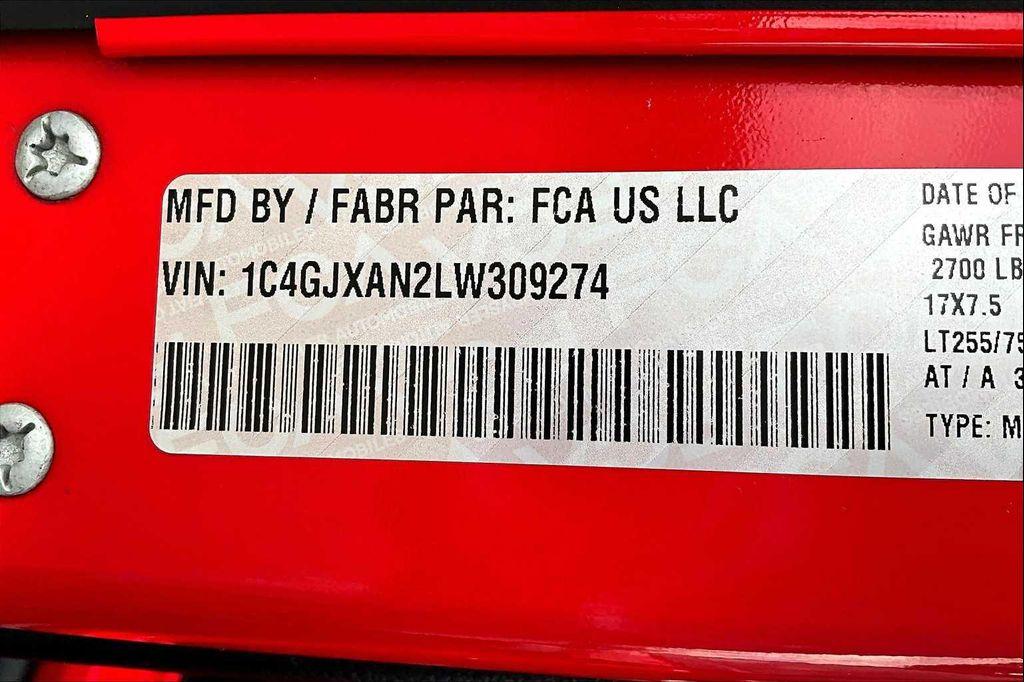 MFD BY / FABR PAR: FCA US LLC
VIN: 1C4GJXAN2LW309274
DATE OF
GAWR FR
2700 LB
17X7.5
LT255/75
AT / A 3
TYPE: M